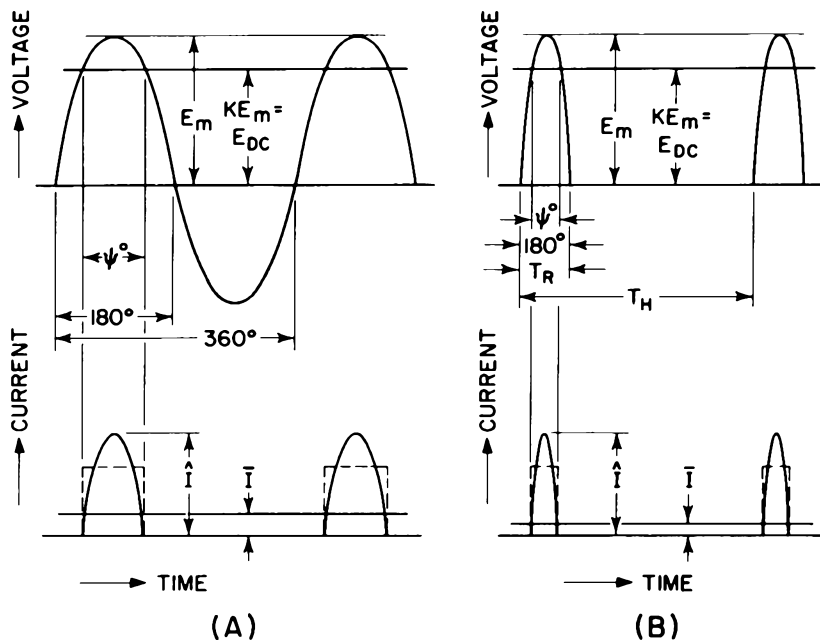 VOLTAGE
E_m
KE_m =
E_DC
ψ°
180°
360°
CURRENT
Î
Ī
TIME
(A)
VOLTAGE
E_m
KE_m =
E_DC
ψ°
180°
T_R
T_H
CURRENT
Î
Ī
TIME
(B)